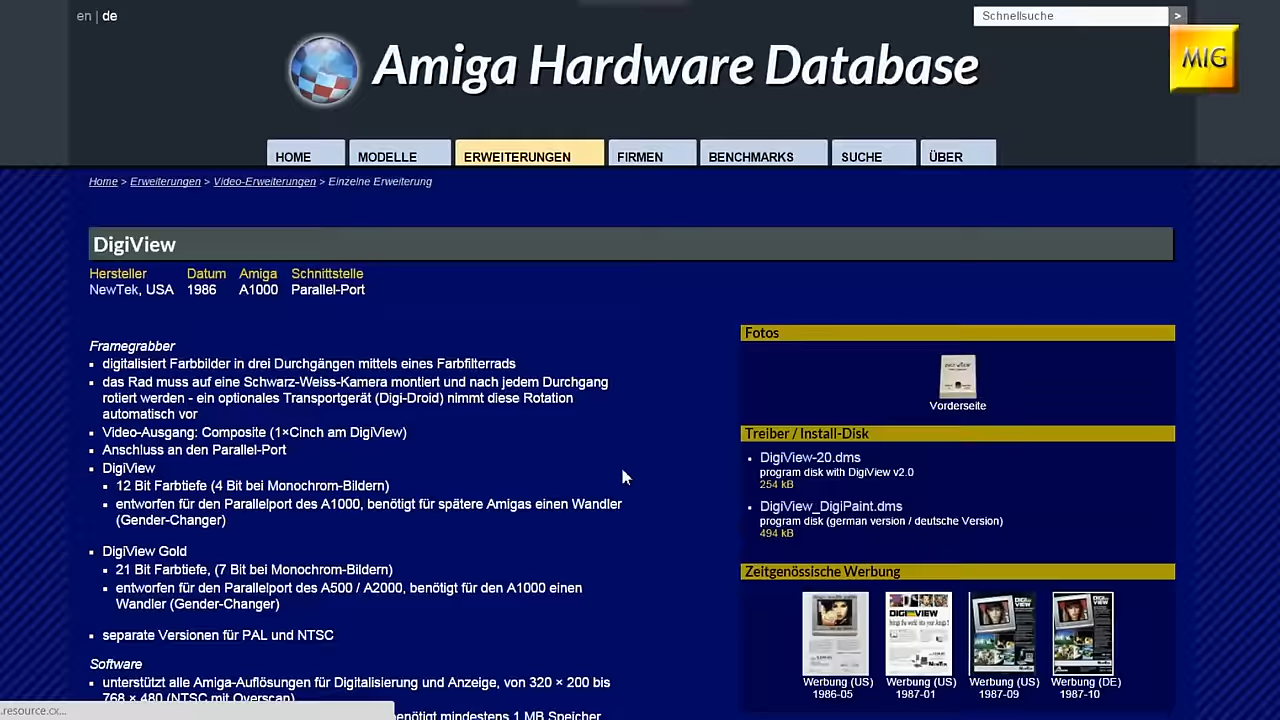 en | de
Schnellsuche >
Amiga Hardware Database
MIG
HOME MODELLE ERWEITERUNGEN FIRMEN BENCHMARKS SUCHE ÜBER
Home > Erweiterungen > Video-Erweiterungen > Einzelne Erweiterung
DigiView
Hersteller Datum Amiga Schnittstelle
NewTek, USA 1986 A1000 Parallel-Port
Framegrabber
digitalisiert Farbbilder in drei Durchgängen mittels eines Farbfilterrads
das Rad muss auf eine Schwarz-Weiss-Kamera montiert und nach jedem Durchgang
rotiert werden - ein optionales Transportgerät (Digi-Droid) nimmt diese Rotation
automatisch vor
Video-Ausgang: Composite (1×Cinch am DigiView)
Anschluss an den Parallel-Port
DigiView
12 Bit Farbtiefe (4 Bit bei Monochrom-Bildern)
entworfen für den Parallelport des A1000, benötigt für spätere Amigas einen Wandler
(Gender-Changer)
DigiView Gold
21 Bit Farbtiefe, (7 Bit bei Monochrom-Bildern)
entworfen für den Parallelport des A500 / A2000, benötigt für den A1000 einen
Wandler (Gender-Changer)
separate Versionen für PAL und NTSC
Software
unterstützt alle Amiga-Auflösungen für Digitalisierung und Anzeige, von 320 × 200 bis
768 × 480 (NTSC mit Overscan)
benötigt mindestens 1 MB Speicher
.resource.cx...
Fotos
Vorderseite
Treiber / Install-Disk
DigiView-20.dms
program disk with DigiView v2.0
254 kB
DigiView_DigiPaint.dms
program disk (german version / deutsche Version)
494 kB
Zeitgenössische Werbung
Werbung (US) Werbung (US) Werbung (US) Werbung (DE)
1986-05 1987-01 1987-09 1987-10